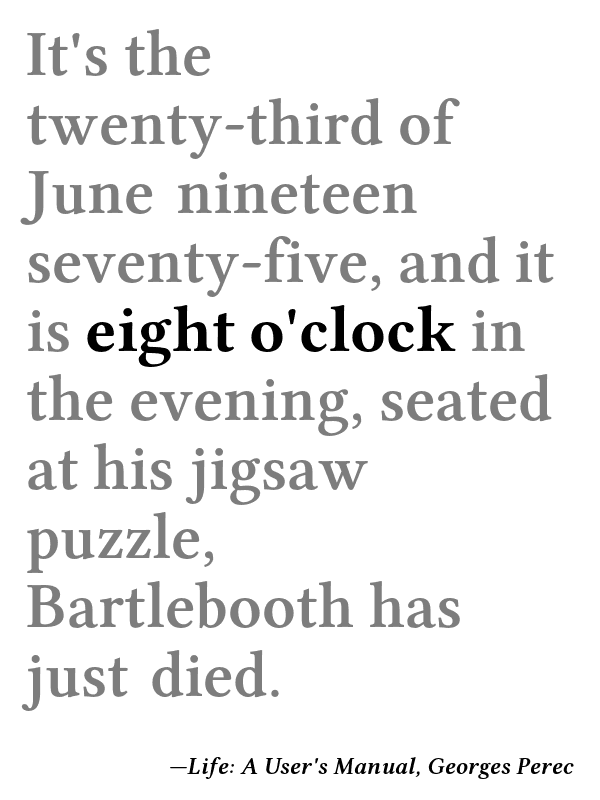 It's the
twenty-third of
June nineteen
seventy-five, and it
is eight o'clock in
the evening, seated
at his jigsaw
puzzle,
Bartlebooth has
just died.
—Life: A User's Manual, Georges Perec